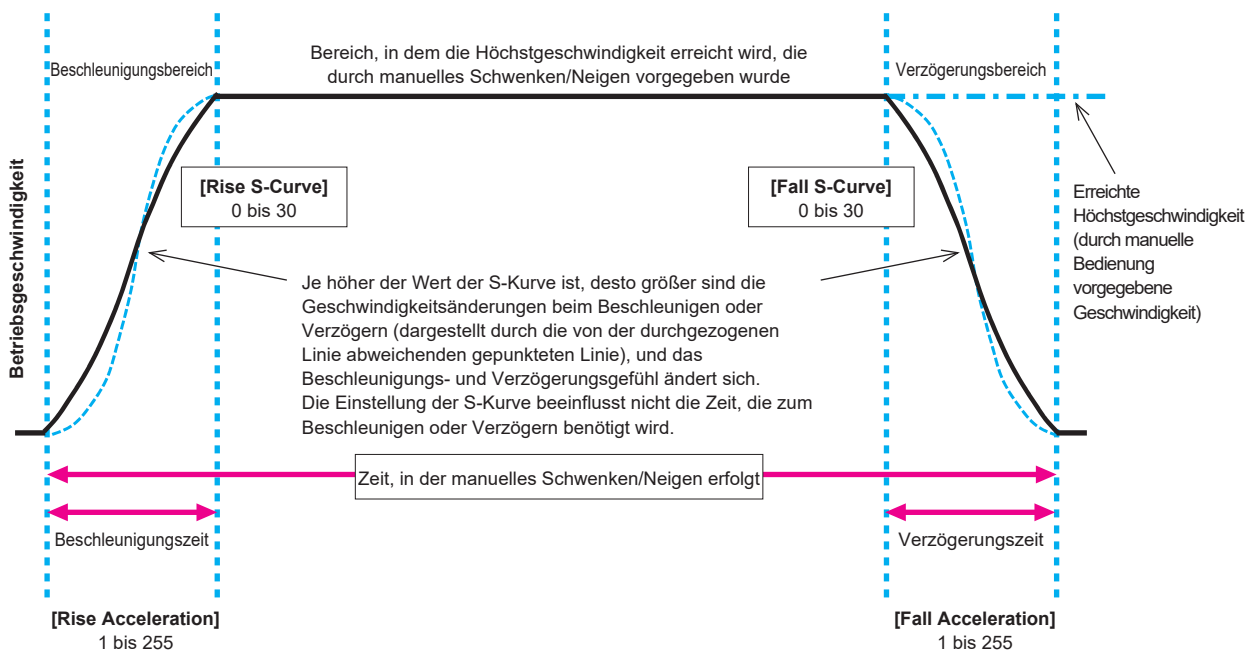 Bereich, in dem die Höchstgeschwindigkeit erreicht wird, die
durch manuelles Schwenken/Neigen vorgegeben wurde
Beschleunigungsbereich
Verzögerungsbereich
Betriebsgeschwindigkeit
[Rise S-Curve]
0 bis 30
[Fall S-Curve]
0 bis 30
Erreichte
Höchstgeschwindigkeit
(durch manuelle
Bedienung
vorgegebene
Geschwindigkeit)
Je höher der Wert der S-Kurve ist, desto größer sind die
Geschwindigkeitsänderungen beim Beschleunigen oder
Verzögern (dargestellt durch die von der durchgezogenen
Linie abweichenden gepunkteten Linie), und das
Beschleunigungs- und Verzögerungsgefühl ändert sich.
Die Einstellung der S-Kurve beeinflusst nicht die Zeit, die zum
Beschleunigen oder Verzögern benötigt wird.
Zeit, in der manuelles Schwenken/Neigen erfolgt
Beschleunigungszeit
Verzögerungszeit
[Rise Acceleration]
1 bis 255
[Fall Acceleration]
1 bis 255